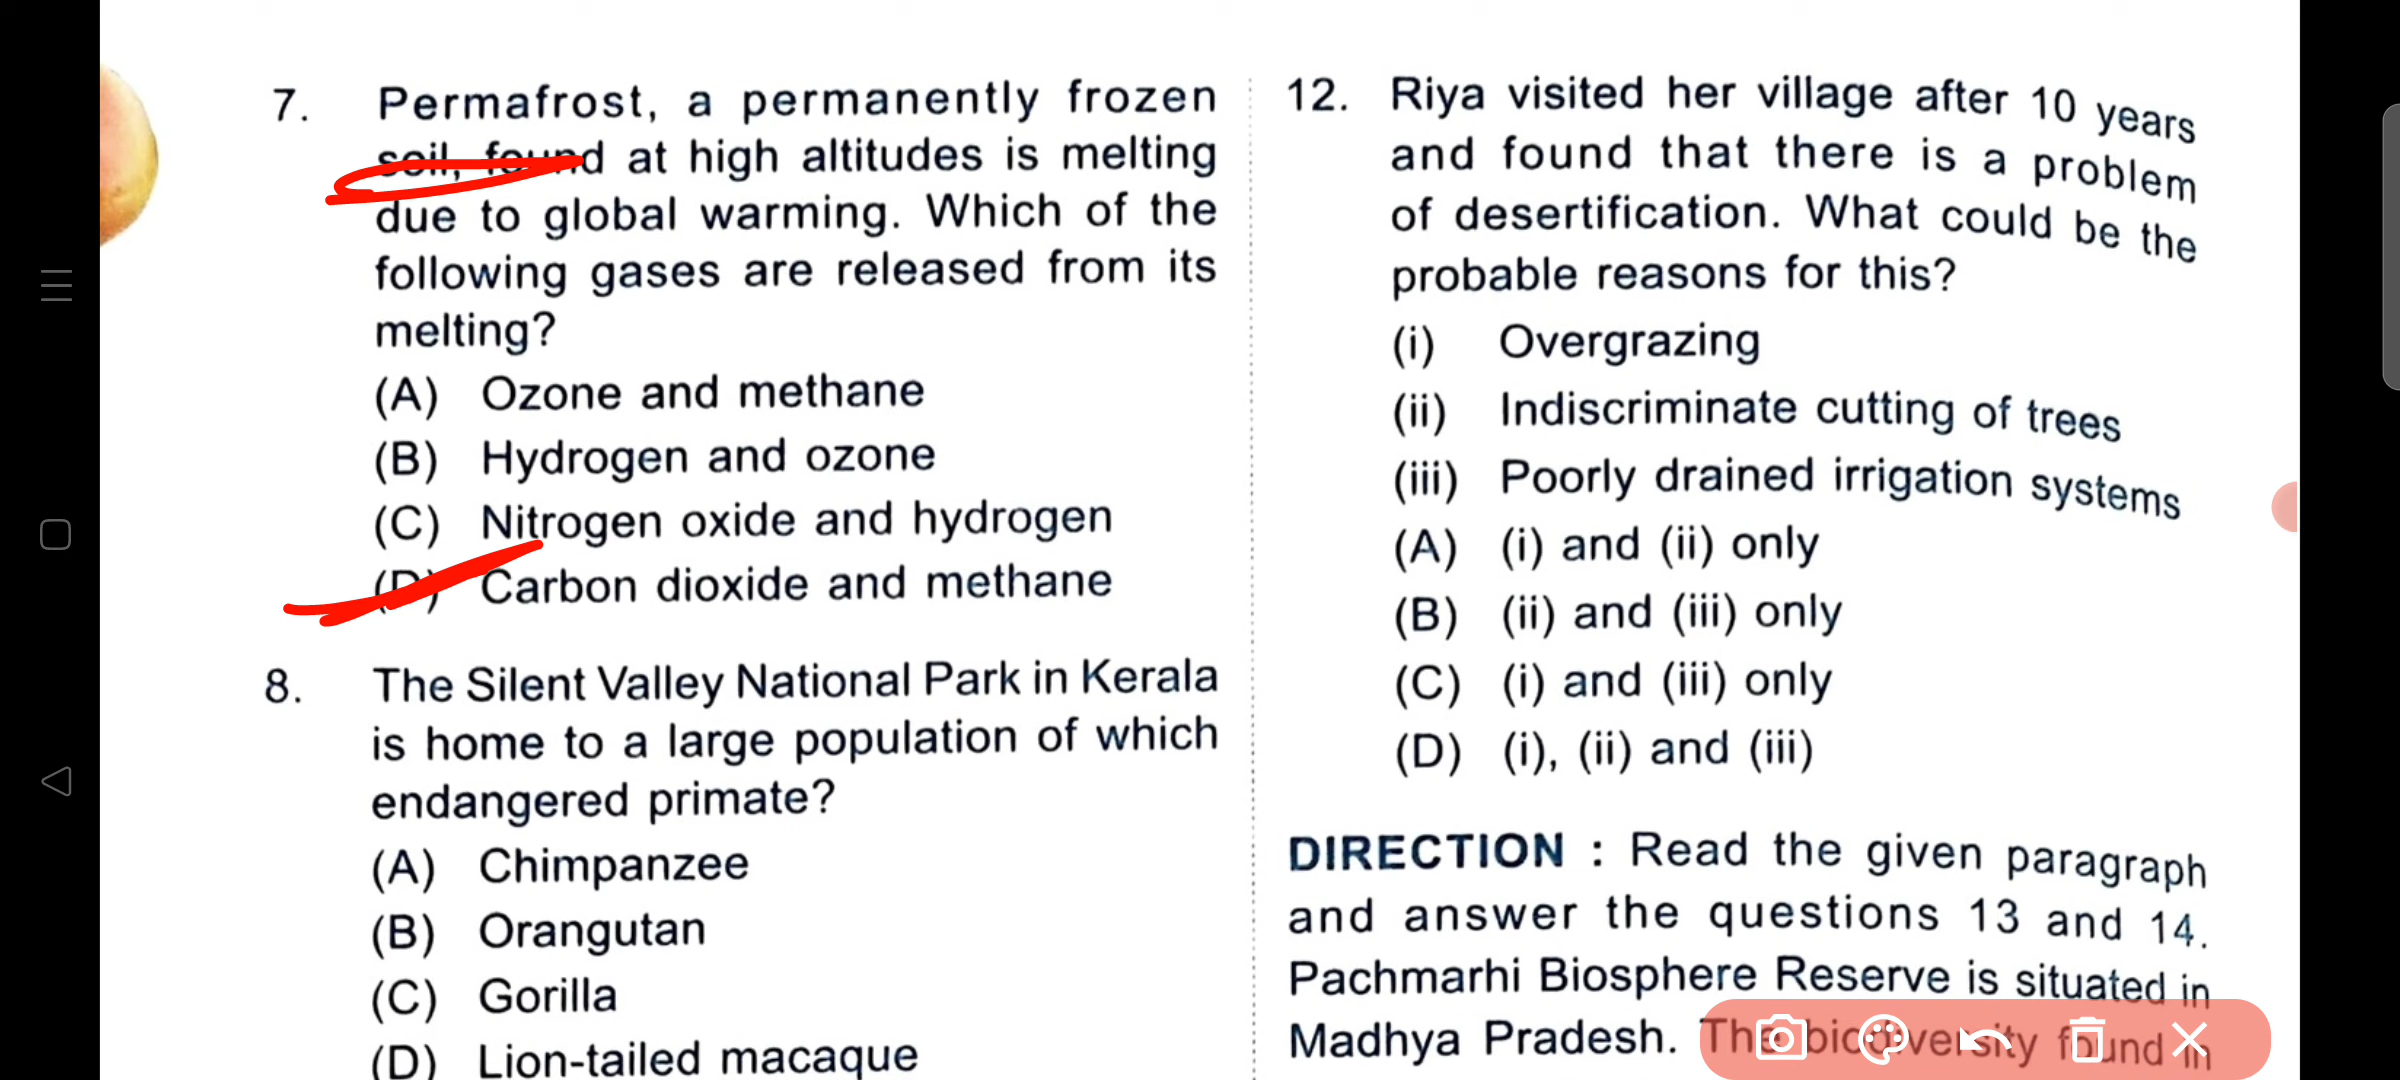 7. Permafrost, a permanently frozen
soil, found at high altitudes is melting
due to global warming. Which of the
following gases are released from its
melting?
(A) Ozone and methane
(B) Hydrogen and ozone
(C) Nitrogen oxide and hydrogen
(D) Carbon dioxide and methane
8. The Silent Valley National Park in Kerala
is home to a large population of which
endangered primate?
(A) Chimpanzee
(B) Orangutan
(C) Gorilla
(D) Lion-tailed macaque
12. Riya visited her village after 10 years
and found that there is a problem
of desertification. What could be the
probable reasons for this?
(i) Overgrazing
(ii) Indiscriminate cutting of trees
(iii) Poorly drained irrigation systems
(A) (i) and (ii) only
(B) (ii) and (iii) only
(C) (i) and (iii) only
(D) (i), (ii) and (iii)
DIRECTION : Read the given paragraph
and answer the questions 13 and 14.
Pachmarhi Biosphere Reserve is situated in
Madhya Pradesh. The biodiversity found in